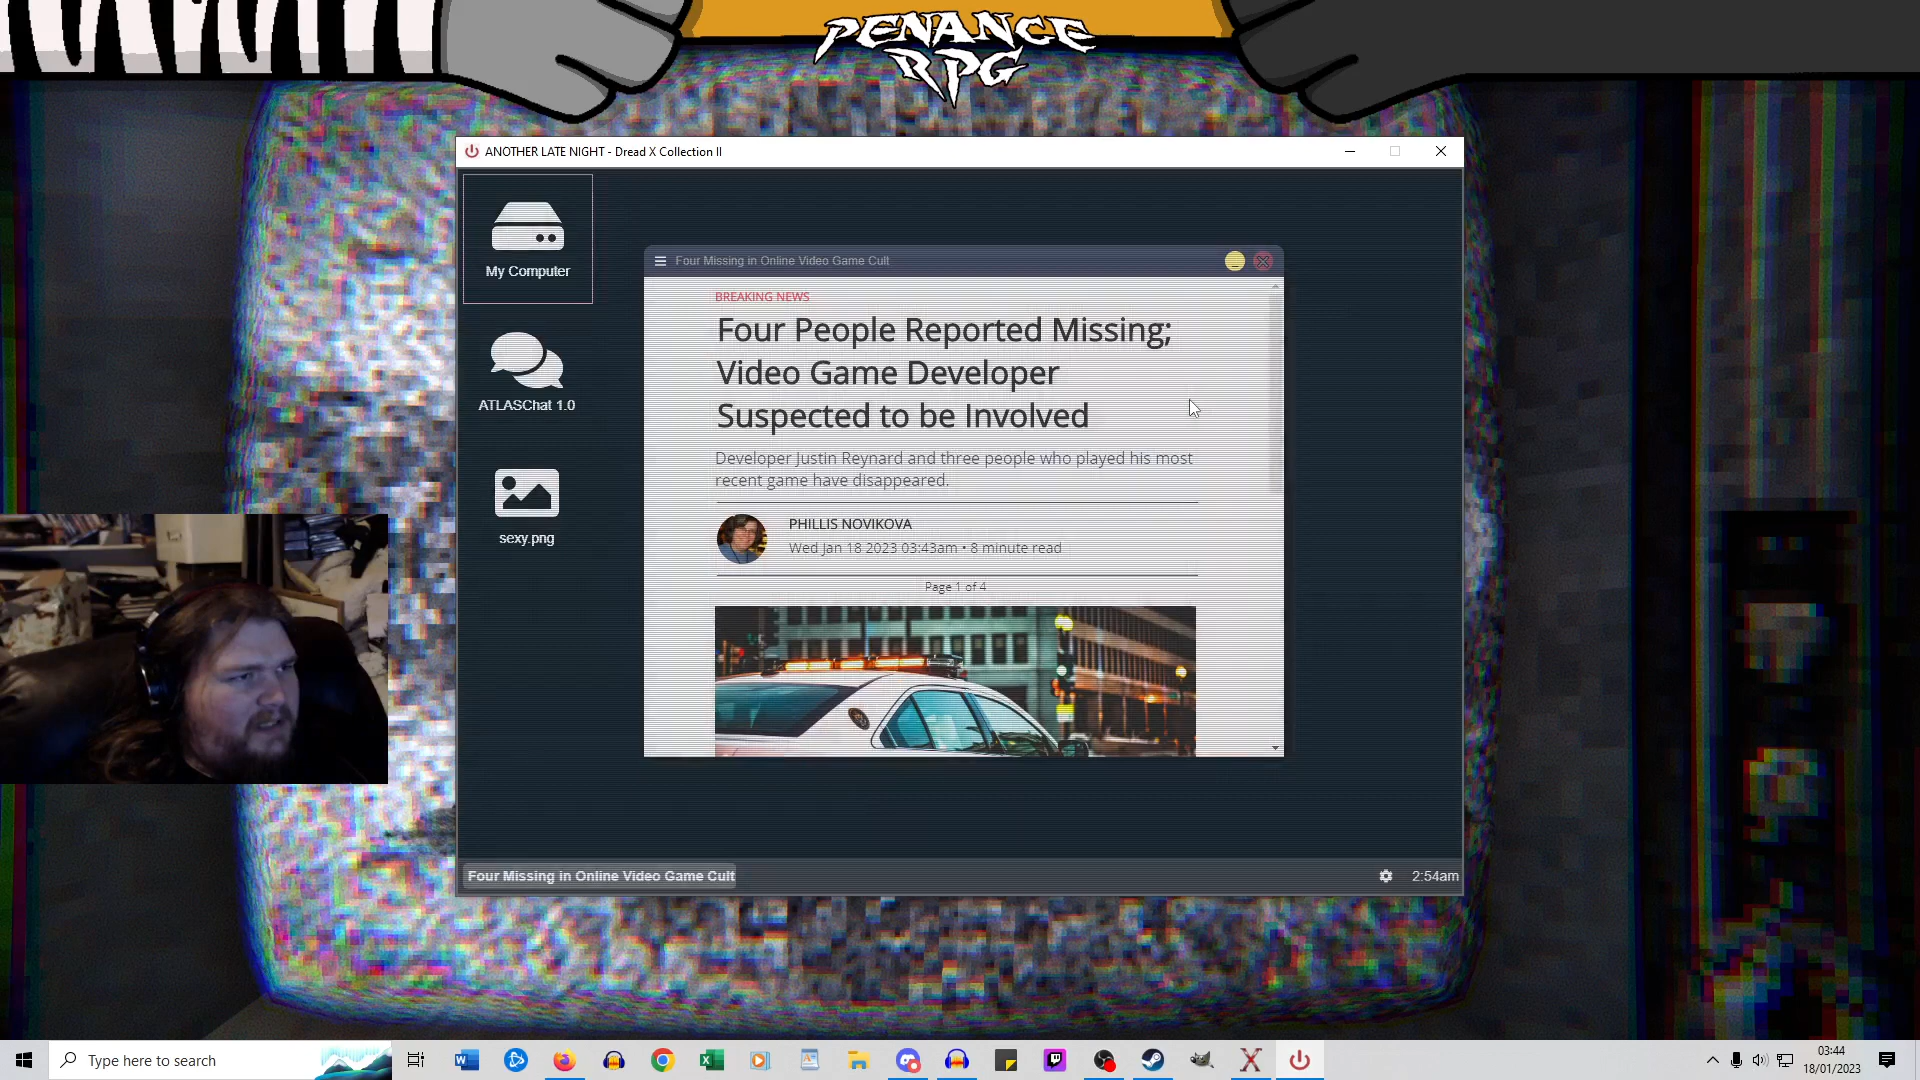 PENANCE
RPG
ANOTHER LATE NIGHT - Dread X Collection II
My Computer
ATLASChat 1.0
sexy.png
Four Missing in Online Video Game Cult
BREAKING NEWS
Four People Reported Missing;
Video Game Developer
Suspected to be Involved
Developer Justin Reynard and three people who played his most
recent game have disappeared.
PHILLIS NOVIKOVA
Wed Jan 18 2023 03:43am • 8 minute read
Page 1 of 4
Four Missing in Online Video Game Cult
2:54am
Type here to search
03:44
18/01/2023